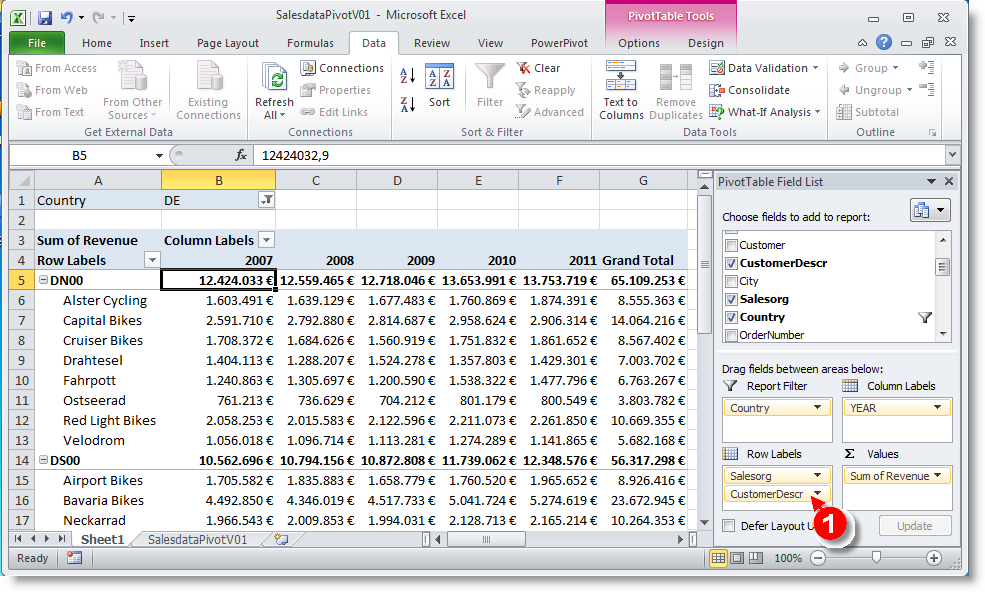 SalesdataPivotV01 - Microsoft Excel
PivotTable Tools
File Home Insert Page Layout Formulas Data Review View PowerPivot Options Design
From Access
From Web
From Text
From Other Sources
Existing Connections
Get External Data
Refresh All
Connections
Properties
Edit Links
Connections
Sort
Filter
Clear
Reapply
Advanced
Sort & Filter
Text to Columns
Remove Duplicates
Data Validation
Consolidate
What-If Analysis
Data Tools
Group
Ungroup
Subtotal
Outline
B5 fx 12424032,9
A B C D E F G
1 Country DE
2
3 Sum of Revenue Column Labels
4 Row Labels 2007 2008 2009 2010 2011 Grand Total
5 DN00 12.424.033 € 12.559.465 € 12.718.046 € 13.653.991 € 13.753.719 € 65.109.253 €
6 Alster Cycling 1.603.491 € 1.639.129 € 1.677.483 € 1.760.869 € 1.874.391 € 8.555.363 €
7 Capital Bikes 2.591.710 € 2.792.880 € 2.814.687 € 2.958.624 € 2.906.314 € 14.064.216 €
8 Cruiser Bikes 1.708.372 € 1.684.626 € 1.560.919 € 1.751.832 € 1.861.652 € 8.567.402 €
9 Drahtesel 1.404.113 € 1.288.207 € 1.524.278 € 1.357.803 € 1.429.301 € 7.003.702 €
10 Fahrpott 1.240.863 € 1.305.697 € 1.200.590 € 1.538.322 € 1.477.796 € 6.763.267 €
11 Ostseerad 761.213 € 736.629 € 704.212 € 801.179 € 800.549 € 3.803.782 €
12 Red Light Bikes 2.058.253 € 2.015.583 € 2.122.596 € 2.211.073 € 2.261.850 € 10.669.355 €
13 Velodrom 1.056.018 € 1.096.714 € 1.113.281 € 1.274.289 € 1.141.865 € 5.682.168 €
14 DS00 10.562.696 € 10.794.156 € 10.872.808 € 11.739.062 € 12.348.576 € 56.317.298 €
15 Airport Bikes 1.705.582 € 1.835.883 € 1.658.779 € 1.760.520 € 1.965.652 € 8.926.416 €
16 Bavaria Bikes 4.492.850 € 4.346.019 € 4.517.733 € 5.041.724 € 5.274.619 € 23.672.945 €
17 Neckarrad 1.966.543 € 2.009.853 € 1.994.031 € 2.128.713 € 2.165.214 € 10.264.353 €
Sheet1 SalesdataPivotV01
Ready 100%
PivotTable Field List
Choose fields to add to report:
Customer
CustomerDescr
City
Salesorg
Country
OrderNumber
Drag fields between areas below:
Report Filter Column Labels
Country YEAR
Row Labels Σ Values
Salesorg Sum of Revenue
CustomerDescr
1
Defer Layout U Update